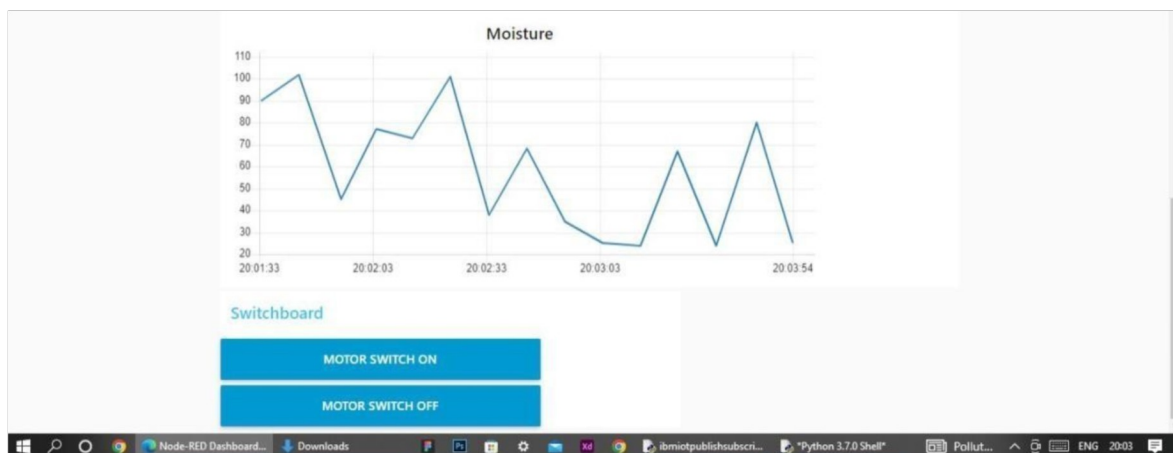 Moisture
110
100
90
80
70
60
50
40
30
20
20:01:33 20:02:03 20:02:33 20:03:03 20:03:54
Switchboard
MOTOR SWITCH ON
MOTOR SWITCH OFF
Node-RED Dashboard... Downloads Ps Xd ibmiotpublishsubscri... *Python 3.7.0 Shell* Pollut... ENG 20:03